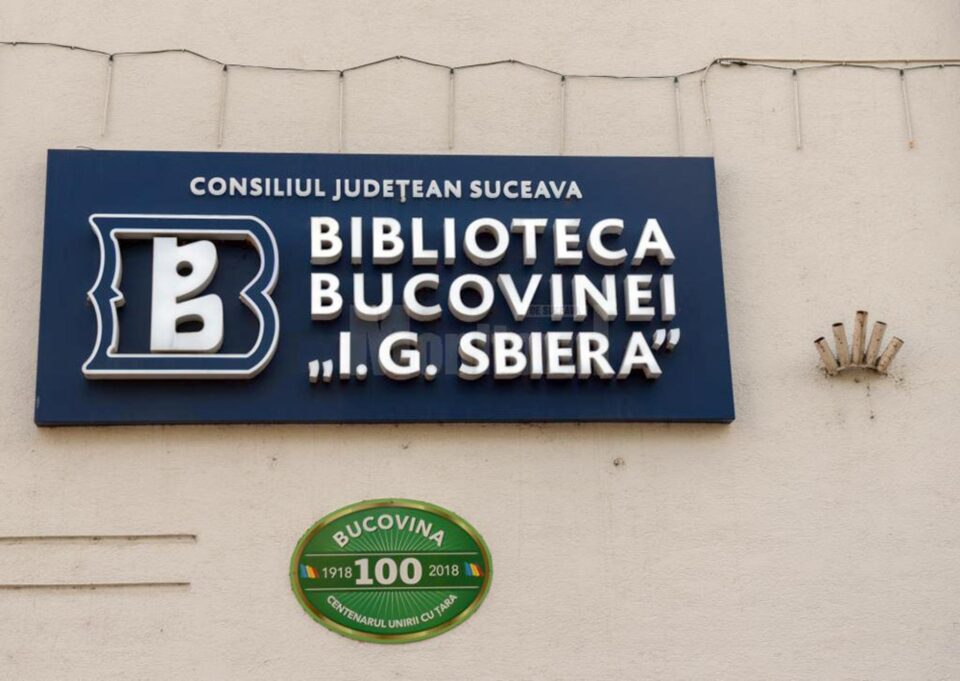 CONSILIUL JUDEȚEAN SUCEAVA
BIBLIOTECA
BUCOVINEI
„I. G. SBIERA”
BUCOVINA
1918 100 2018
CENTENARUL UNIRII CU ȚARA